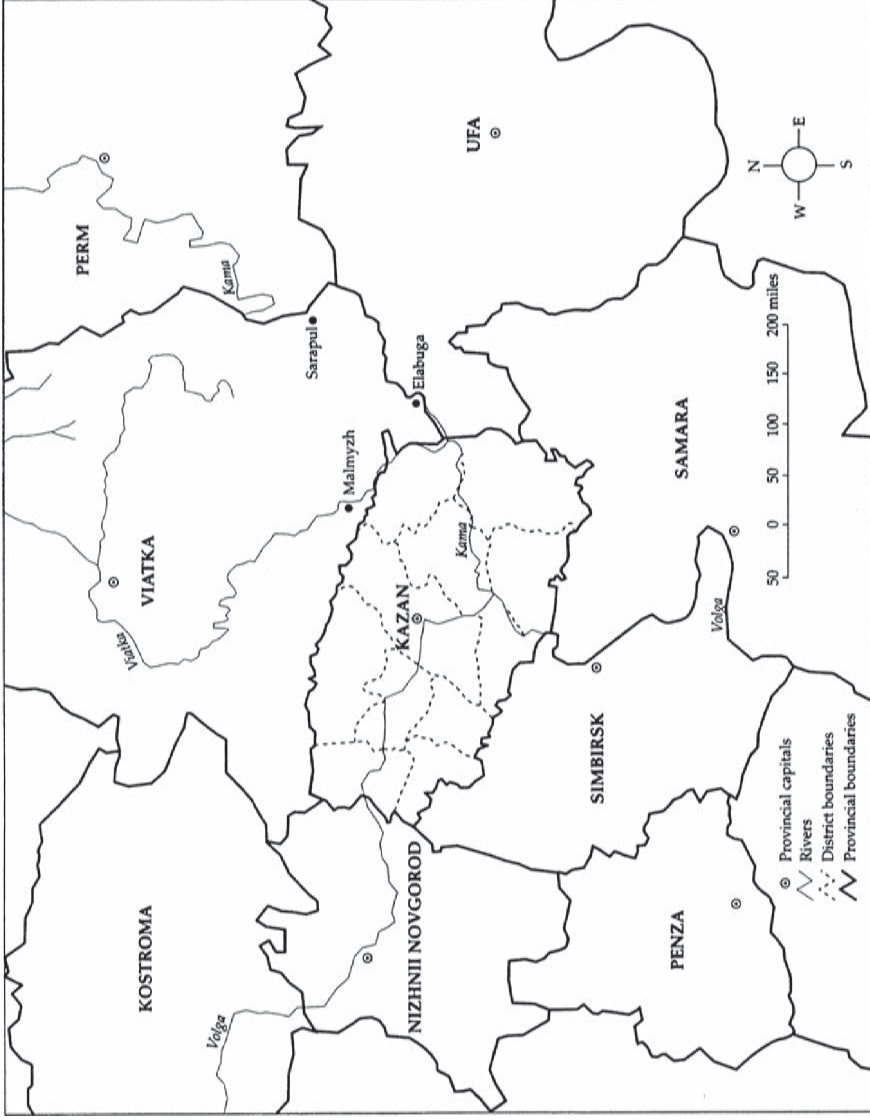 KOSTROMA
Volga
NIZHNII NOVGOROD
PENZA
VIATKA
Viatka
Malmyzh
KAZAN
Kama
SIMBIRSK
Volga
PERM
Kama
Sarapul
Elabuga
UFA
SAMARA
50 0 50 100 150 200 miles
N
W E
S
Provincial capitals
Rivers
District boundaries
Provincial boundaries